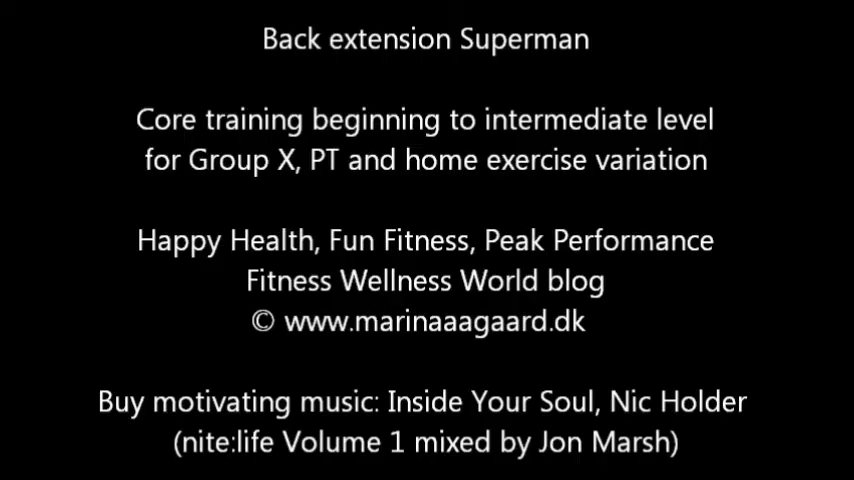 Back extension Superman
Core training beginning to intermediate level
for Group X, PT and home exercise variation
Happy Health, Fun Fitness, Peak Performance
Fitness Wellness World blog
© www.marinaaagaard.dk
Buy motivating music: Inside Your Soul, Nic Holder
(nite:life Volume 1 mixed by Jon Marsh)